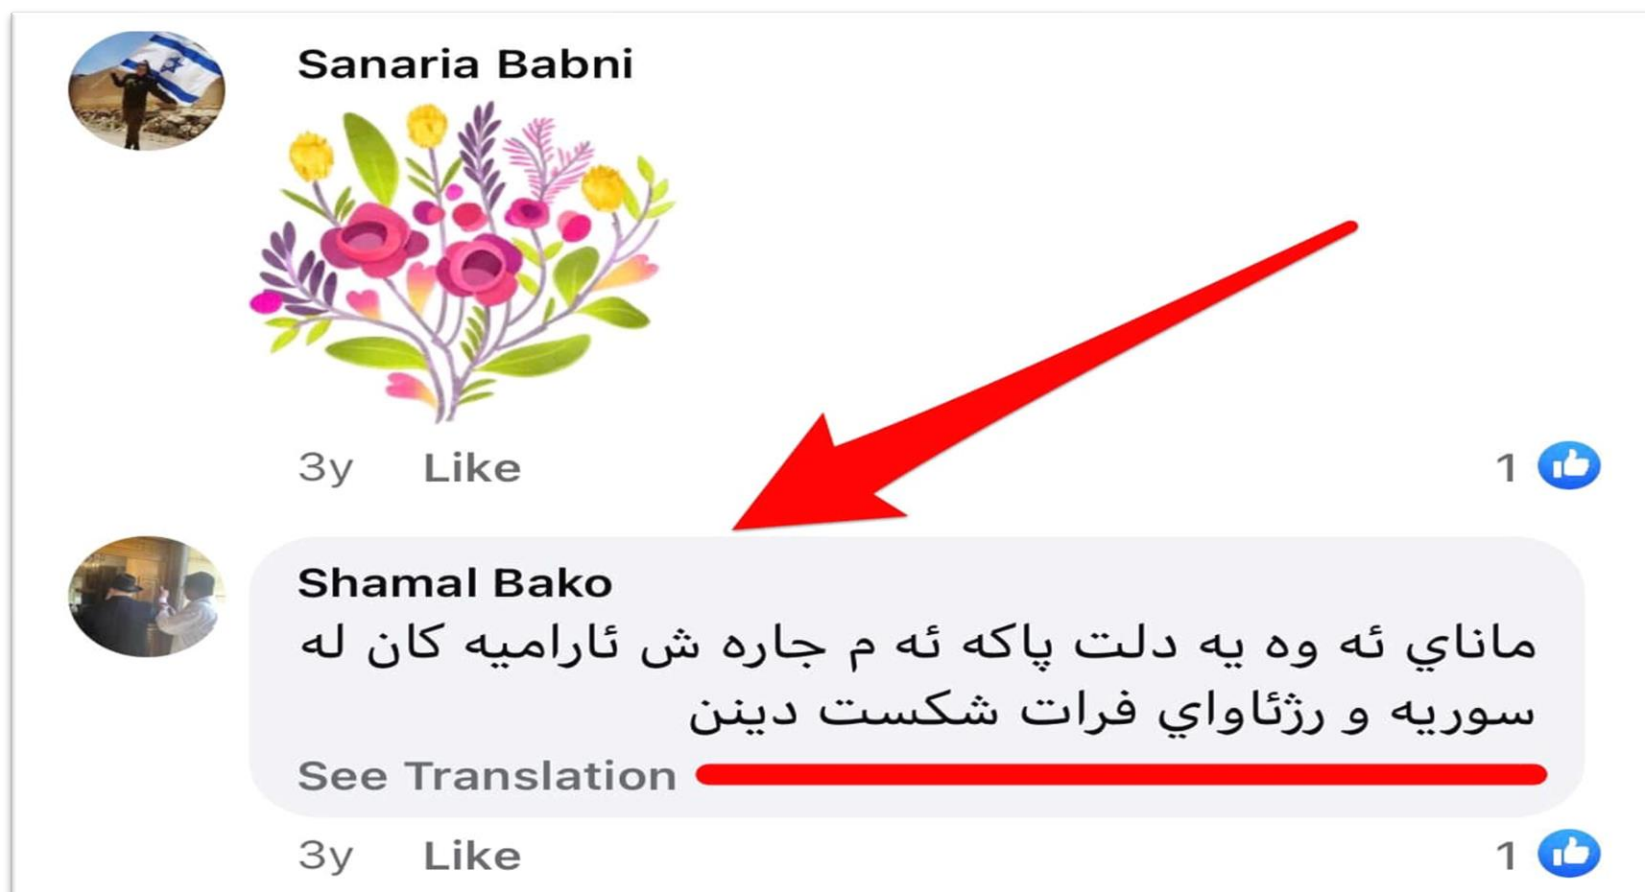 Sanaria Babni
3y Like 1
Shamal Bako
ماناي ئه وه يه دلت پاكه ئه م جاره ش ئاراميه كان له
سوريه و رژئاواي فرات شكست دينن
See Translation
3y Like 1